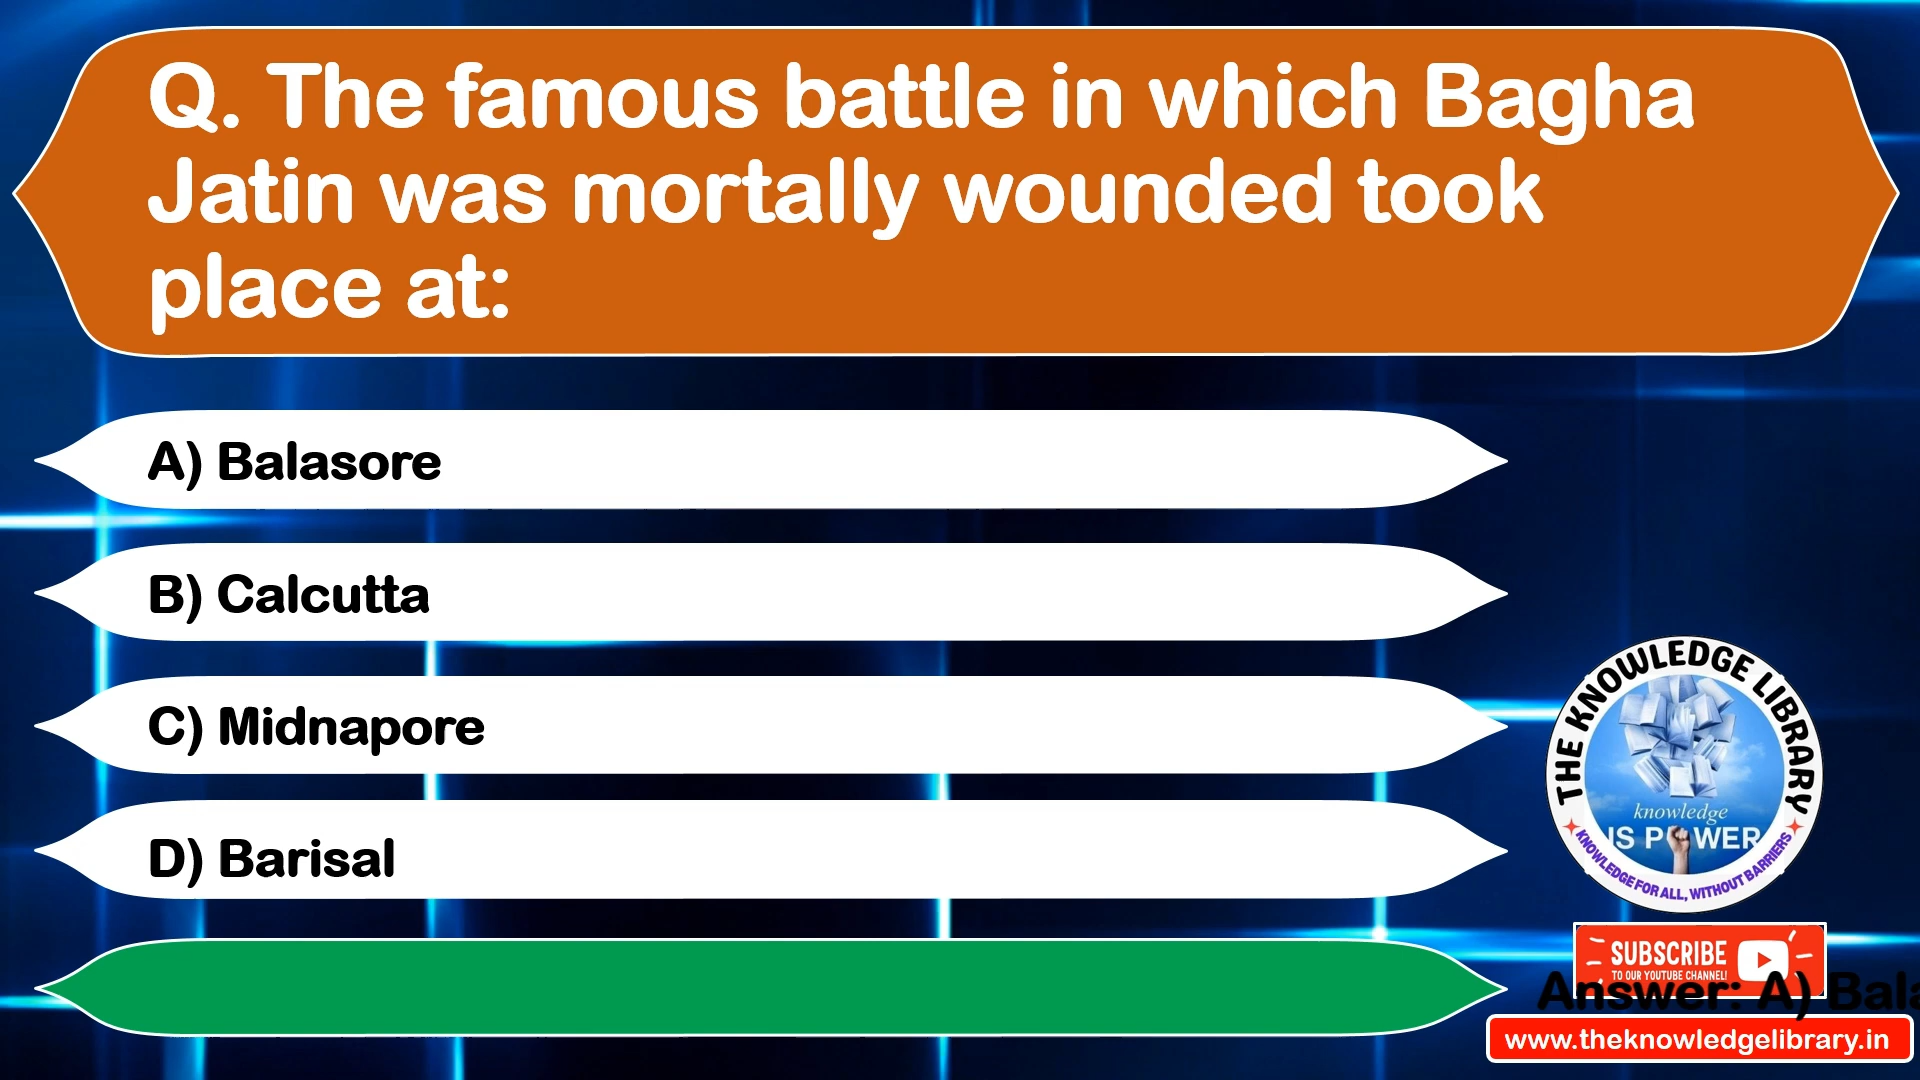 Q. The famous battle in which Bagha
Jatin was mortally wounded took
place at:
A) Balasore
B) Calcutta
C) Midnapore
D) Barisal
THE KNOWLEDGE LIBRARY
knowledge
IS POWER
KNOWLEDGE FOR ALL, WITHOUT BARRIERS
SUBSCRIBE
TO OUR YOUTUBE CHANNEL!
Answer: A) Bala
www.theknowledgelibrary.in